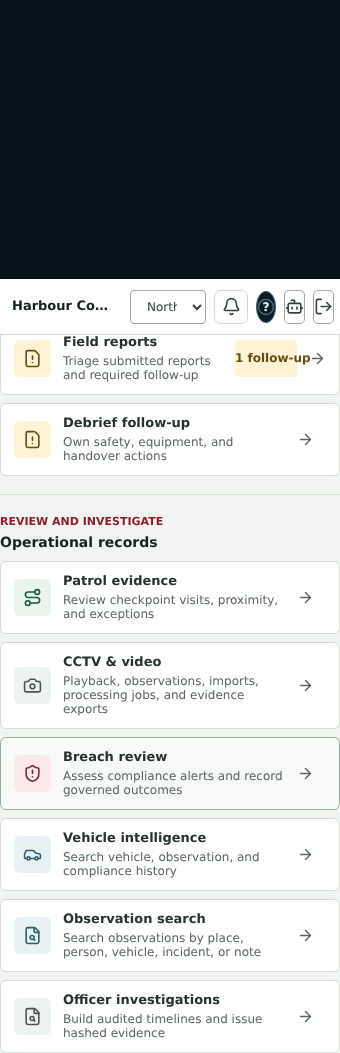 Harbour Co…
North
?
Field reports
Triage submitted reports
and required follow-up
1 follow-up
Debrief follow-up
Own safety, equipment, and
handover actions
REVIEW AND INVESTIGATE
Operational records
Patrol evidence
Review checkpoint visits, proximity,
and exceptions
CCTV & video
Playback, observations, imports,
processing jobs, and evidence
exports
Breach review
Assess compliance alerts and record
governed outcomes
Vehicle intelligence
Search vehicle, observation, and
compliance history
Observation search
Search observations by place,
person, vehicle, incident, or note
Officer investigations
Build audited timelines and issue
hashed evidence